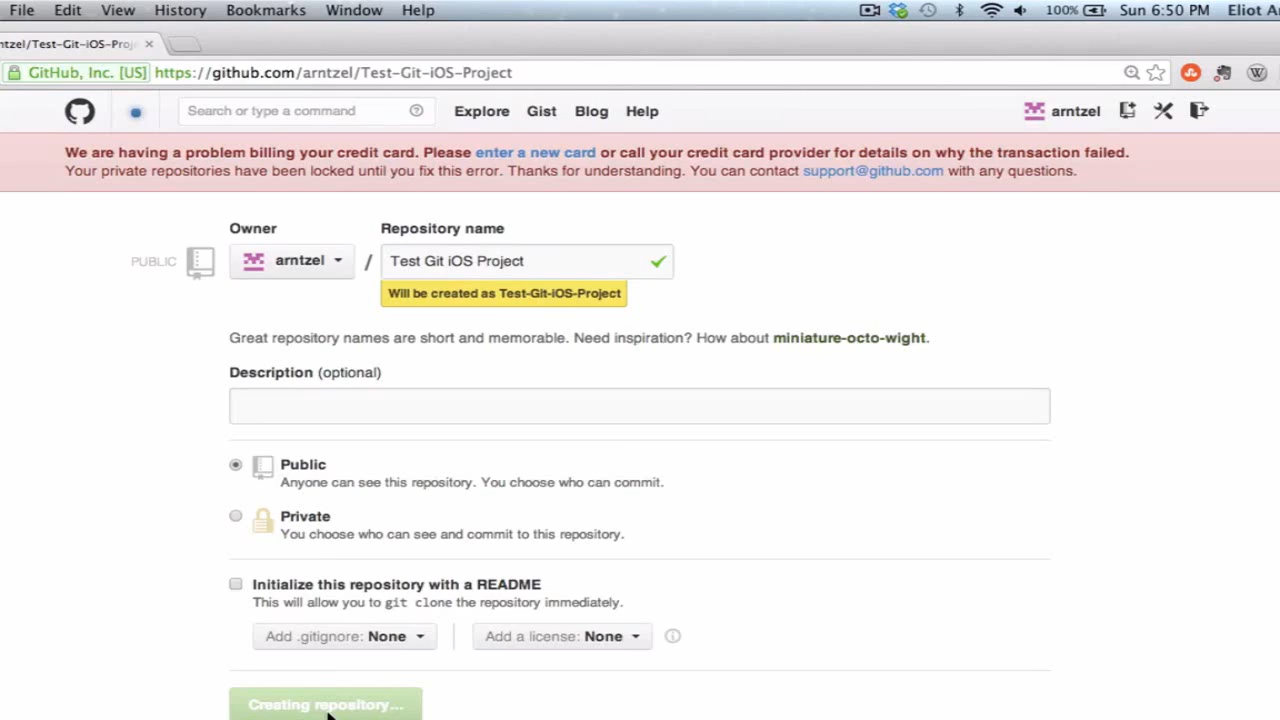 File Edit View History Bookmarks Window Help 100% Sun 6:50 PM Eliot
ntzel/Test-Git-iOS-Proj
GitHub, Inc. [US] https://github.com/arntzel/Test-Git-iOS-Project
Search or type a command Explore Gist Blog Help arntzel
We are having a problem billing your credit card. Please enter a new card or call your credit card provider for details on why the transaction failed.
Your private repositories have been locked until you fix this error. Thanks for understanding. You can contact support@github.com with any questions.
Owner Repository name
PUBLIC arntzel / Test Git iOS Project
Will be created as Test-Git-iOS-Project
Great repository names are short and memorable. Need inspiration? How about miniature-octo-wight.
Description (optional)
Public
Anyone can see this repository. You choose who can commit.
Private
You choose who can see and commit to this repository.
Initialize this repository with a README
This will allow you to git clone the repository immediately.
Add .gitignore: None Add a license: None
Creating repository...